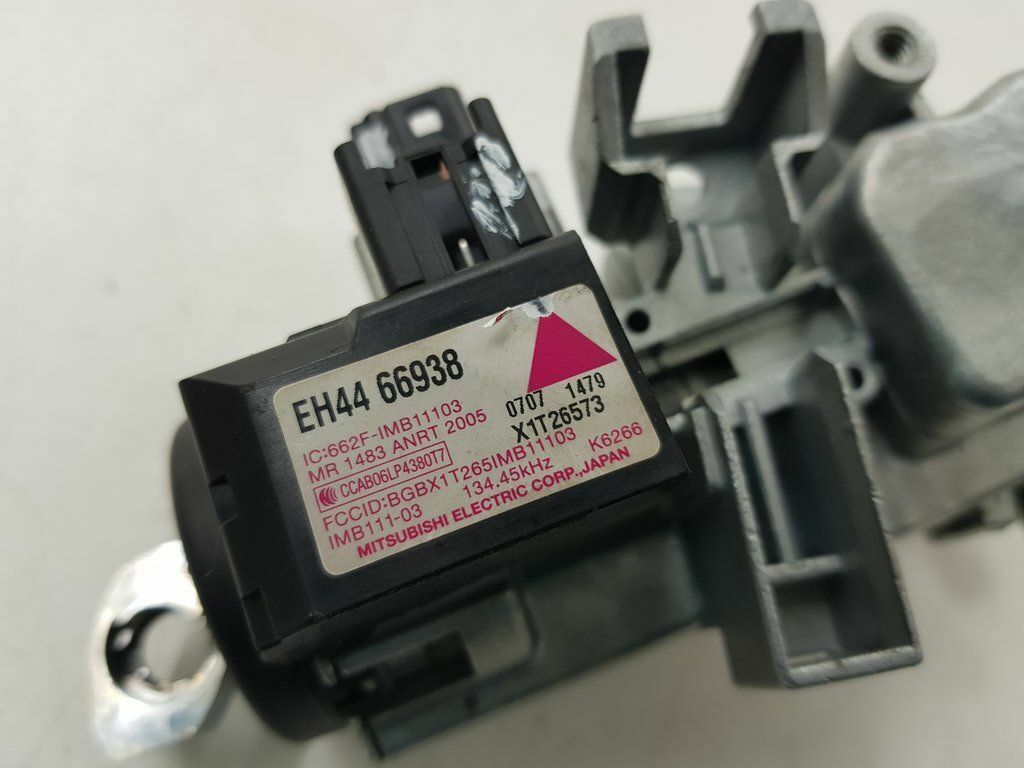 EH44 66938
0707 1479
IC:662F-IMB11103
X1T26573
MR 1483 ANRT 2005
CCAB06LP4380T7
FCCID:BGBX1T265IMB11103 K6266
IMB111-03 134.45kHz
MITSUBISHI ELECTRIC CORP.,JAPAN